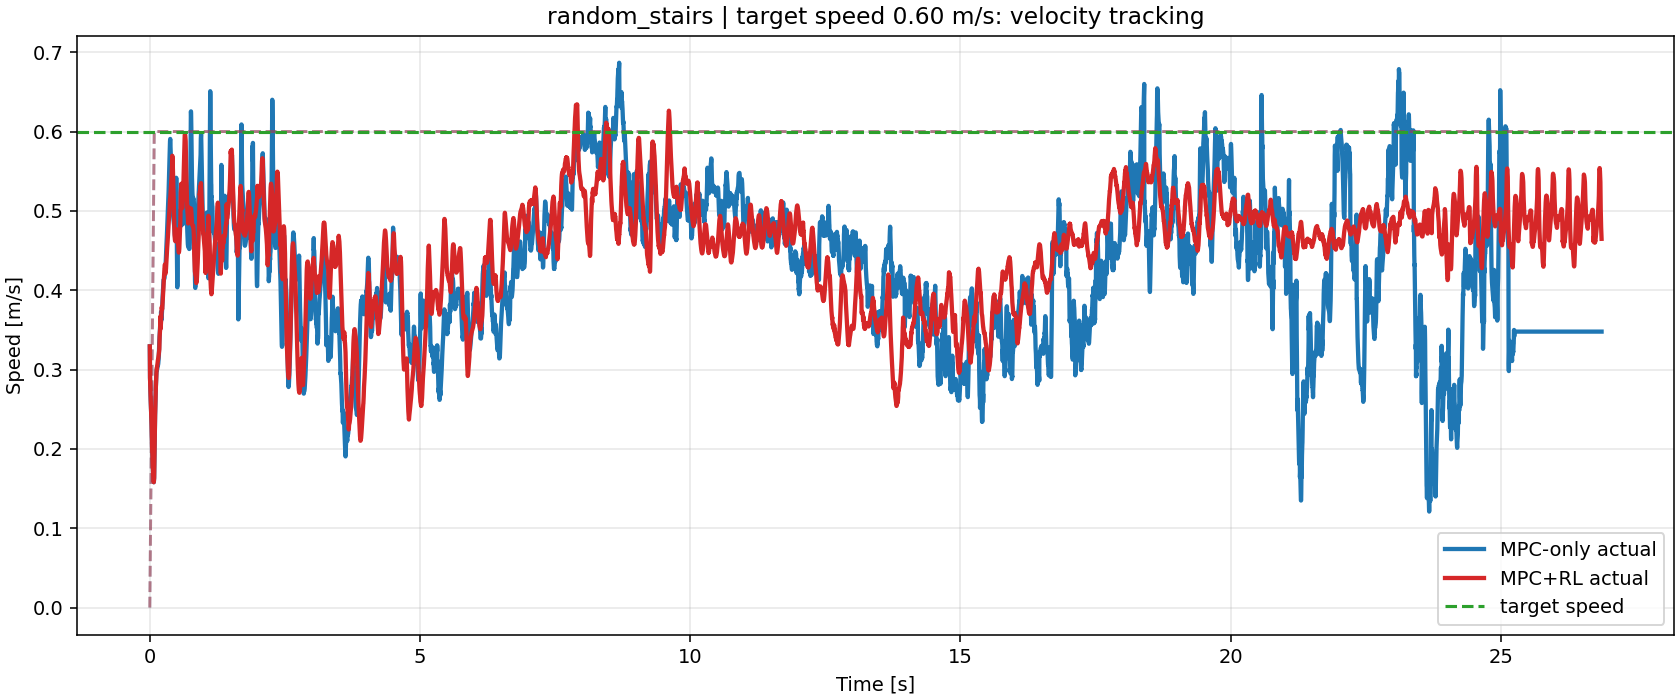 random_stairs | target speed 0.60 m/s: velocity tracking
Speed [m/s]
0.7
0.6
0.5
0.4
0.3
0.2
0.1
0.0
MPC-only actual
MPC+RL actual
target speed
0 5 10 15 20 25
Time [s]